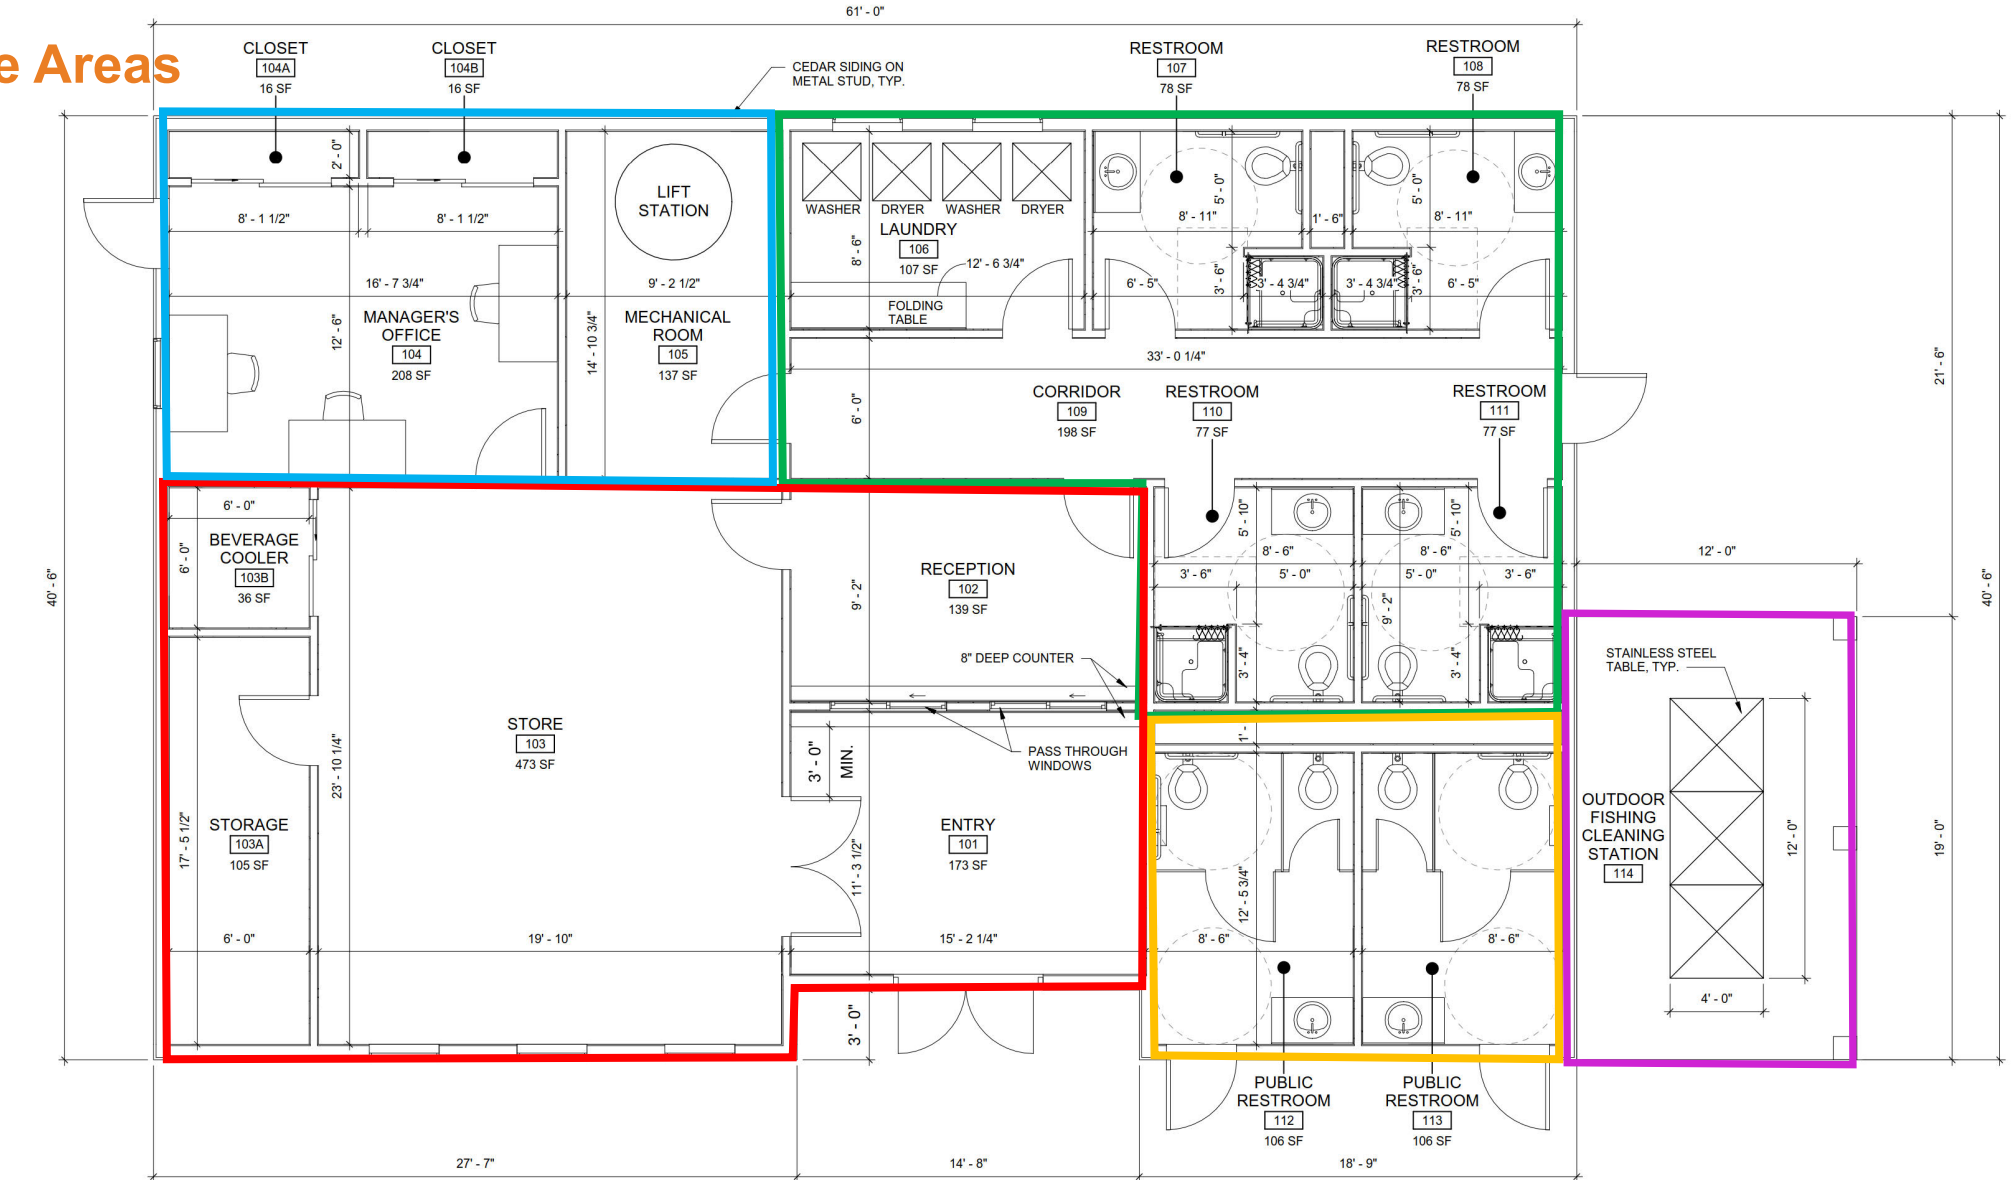 e Areas
61' - 0"
CLOSET
104A
16 SF
CLOSET
104B
16 SF
CEDAR SIDING ON
METAL STUD, TYP.
RESTROOM
107
78 SF
RESTROOM
108
78 SF
2' - 0"
8' - 1 1/2"
8' - 1 1/2"
LIFT
STATION
WASHER
DRYER
WASHER
DRYER
LAUNDRY
106
107 SF
8' - 6"
12' - 6 3/4"
FOLDING
TABLE
5' - 0"
8' - 11"
1' - 6"
5' - 0"
8' - 11"
16' - 7 3/4"
9' - 2 1/2"
6' - 5"
3' - 6"
3' - 4 3/4"
3' - 4 3/4"
3' - 6"
6' - 5"
MANAGER'S
OFFICE
104
208 SF
12' - 6"
14' - 10 3/4"
MECHANICAL
ROOM
105
137 SF
33' - 0 1/4"
21' - 6"
CORRIDOR
109
198 SF
6' - 0"
RESTROOM
110
77 SF
RESTROOM
111
77 SF
6' - 0"
BEVERAGE
COOLER
103B
36 SF
6' - 0"
5' - 10"
5' - 10"
8' - 6"
8' - 6"
3' - 6"
5' - 0"
5' - 0"
3' - 6"
12' - 0"
40' - 6"
40' - 6"
RECEPTION
102
139 SF
9' - 2"
9' - 2"
8" DEEP COUNTER
3' - 4"
3' - 4"
STAINLESS STEEL
TABLE, TYP.
STORE
103
473 SF
23' - 10 1/4"
3' - 0"
MIN.
PASS THROUGH
WINDOWS
1' -
STORAGE
103A
105 SF
17' - 5 1/2"
ENTRY
101
173 SF
11' - 3 1/2"
12' - 5 3/4"
OUTDOOR
FISHING
CLEANING
STATION
114
12' - 0"
19' - 0"
6' - 0"
19' - 10"
15' - 2 1/4"
8' - 6"
8' - 6"
4' - 0"
3' - 0"
PUBLIC
RESTROOM
112
106 SF
PUBLIC
RESTROOM
113
106 SF
27' - 7"
14' - 8"
18' - 9"